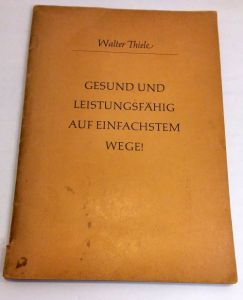 Walter Thiele
GESUND UND
LEISTUNGSFÄHIG
AUF EINFACHSTEM
WEGE!